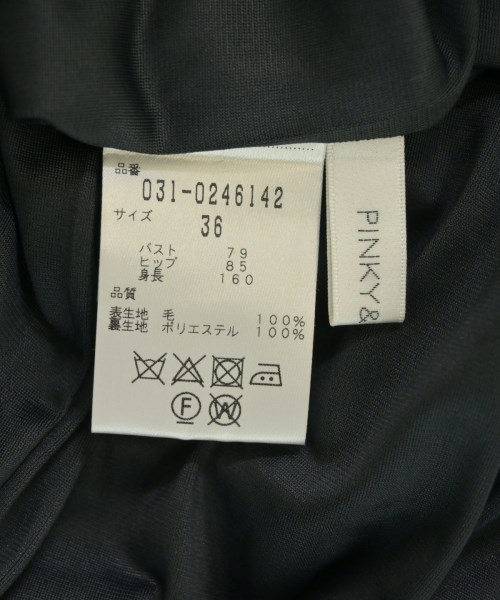 品番
031-0246142
サイズ
36
バスト 79
ヒップ 85
身長 160
品質
表生地 毛 100%
裏生地 ポリエステル 100%
F W
PINKY&